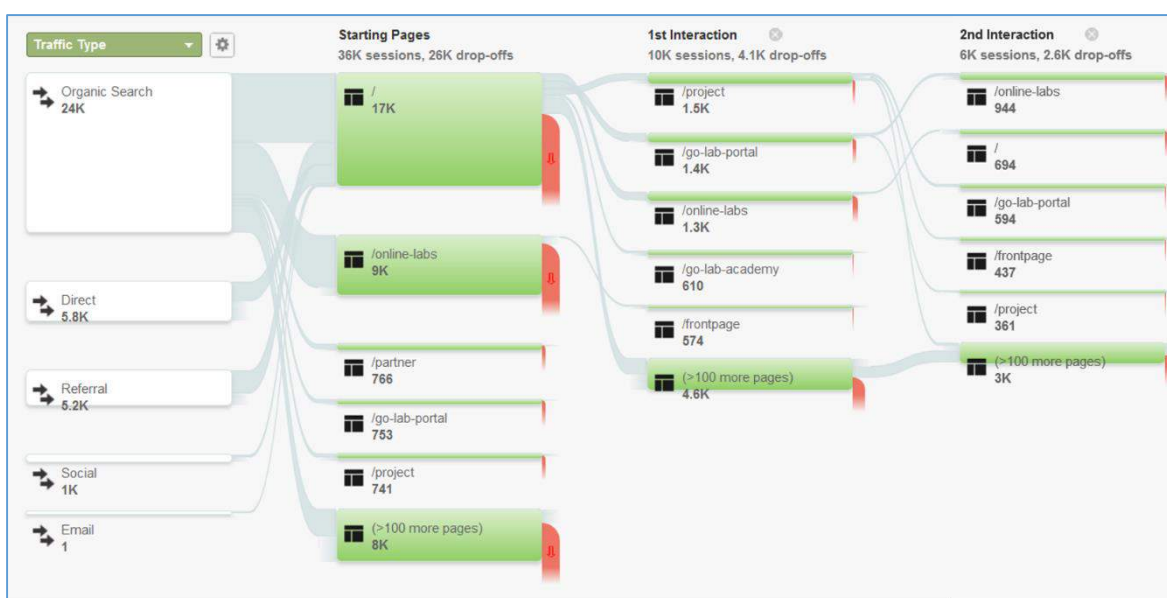 Traffic Type
Organic Search
24K
Direct
5.8K
Referral
5.2K
Social
1K
Email
1
Starting Pages
36K sessions, 26K drop-offs
/
17K
/online-labs
9K
/partner
766
/go-lab-portal
753
/project
741
(>100 more pages)
8K
1st Interaction
10K sessions, 4.1K drop-offs
/project
1.5K
/go-lab-portal
1.4K
/online-labs
1.3K
/go-lab-academy
610
/frontpage
574
(>100 more pages)
4.6K
2nd Interaction
6K sessions, 2.6K drop-offs
/online-labs
944
/
694
/go-lab-portal
594
/frontpage
437
/project
361
(>100 more pages)
3K